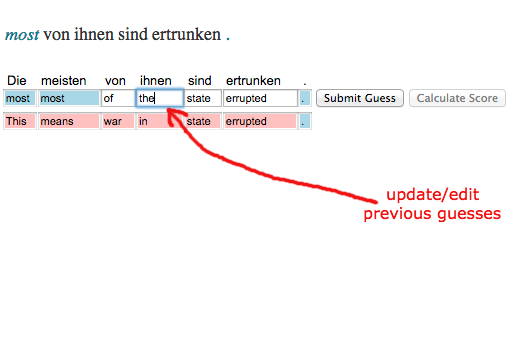 most von ihnen sind ertrunken .
Die meisten von ihnen sind ertrunken .
most most of the state errupted . Submit Guess Calculate Score
This means war in state errupted .
update/edit
previous guesses